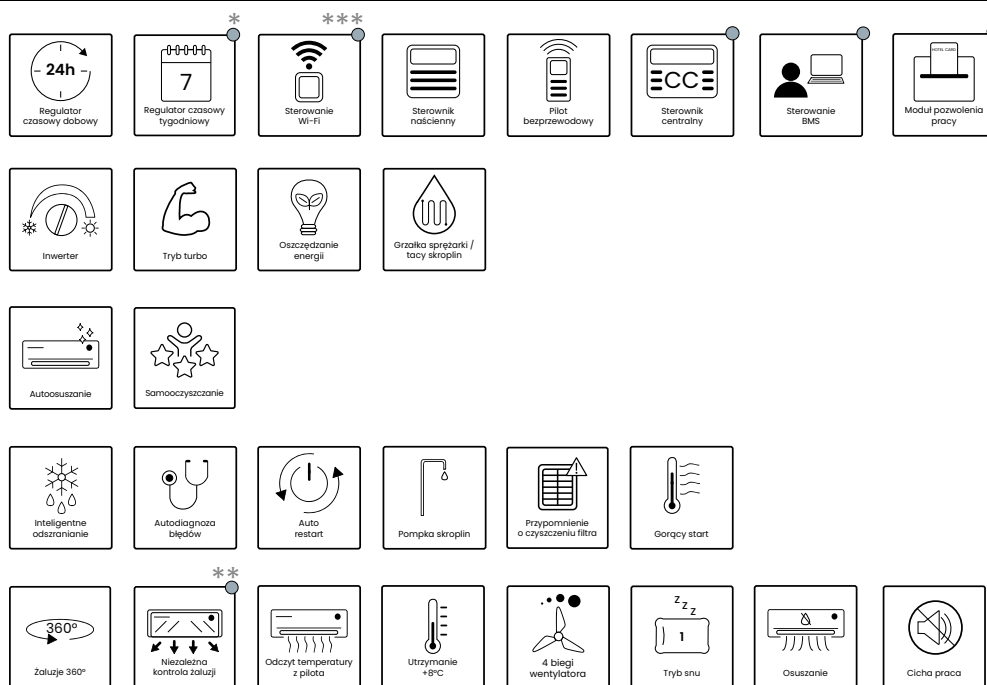 *
***
24h
Regulator
czasowy dobowy
7
Regulator czasowy
tygodniowy
Sterowanie
Wi-Fi
Sterownik
naścienny
Pilot
bezprzewodowy
CC
Sterownik
centralny
Sterowanie
BMS
HOTEL CARD
Moduł pozwolenia
pracy
Inwerter
Tryb turbo
Oszczędzanie
energii
Grzałka sprężarki /
tacy skroplin
Autoosuszanie
Samooczyszczanie
Inteligentne
odszranianie
Autodiagnoza
błędów
Auto
restart
Pompka skroplin
Przypomnienie
o czyszczeniu filtra
Gorący start
**
360°
Żaluzje 360°
Niezależna
kontrola żaluzji
Odczyt temperatury
z pilota
Utrzymanie
+8°C
4 biegi
wentylatora
z z z
1
Tryb snu
Osuszanie
Cicha praca